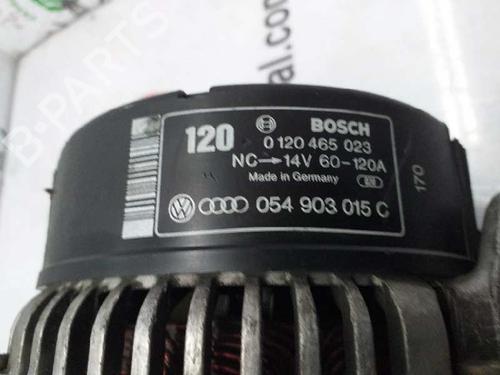 120 BOSCH
0 120 465 023
NC→14V 60-120A
Made in Germany
054 903 015 C
170
B-PARTS